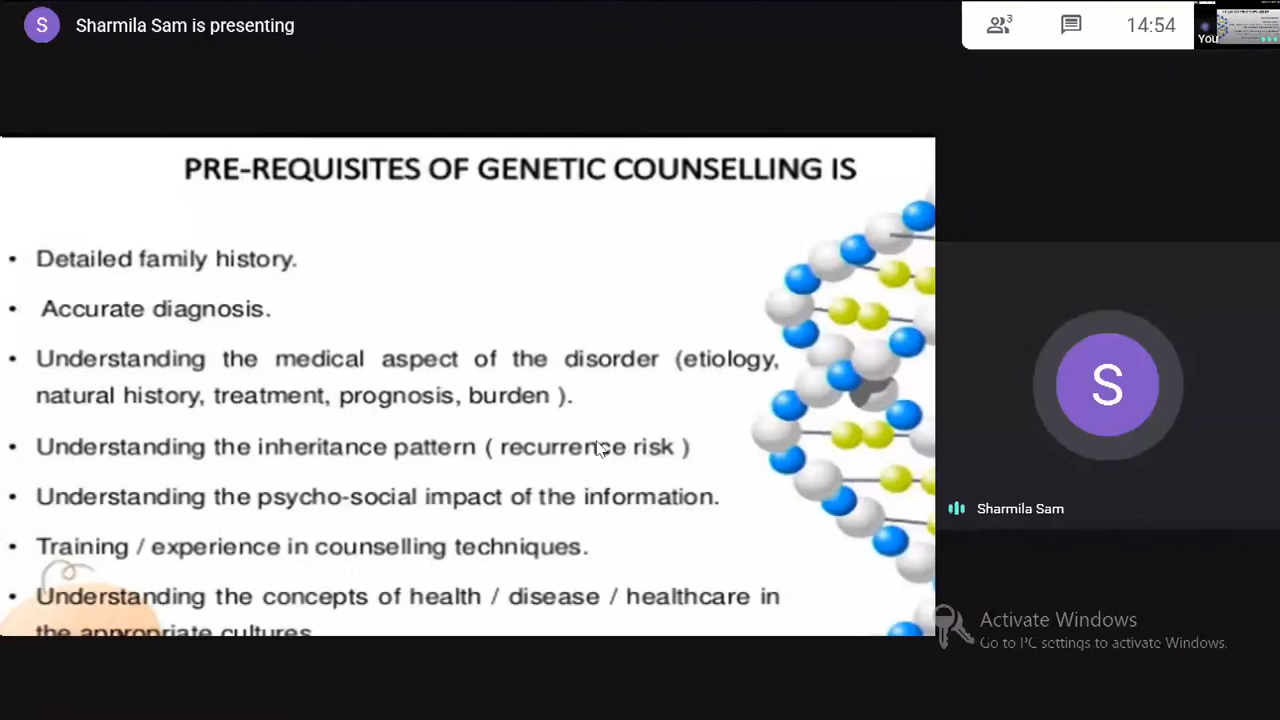 S
Sharmila Sam is presenting
3
14:54
You
PRE-REQUISITES OF GENETIC COUNSELLING IS
• Detailed family history.
• Accurate diagnosis.
• Understanding the medical aspect of the disorder (etiology,
natural history, treatment, prognosis, burden ).
• Understanding the inheritance pattern ( recurrence risk )
• Understanding the psycho-social impact of the information.
• Training / experience in counselling techniques.
• Understanding the concepts of health / disease / healthcare in
the appropriate cultures
S
Sharmila Sam
Activate Windows
Go to PC settings to activate Windows.